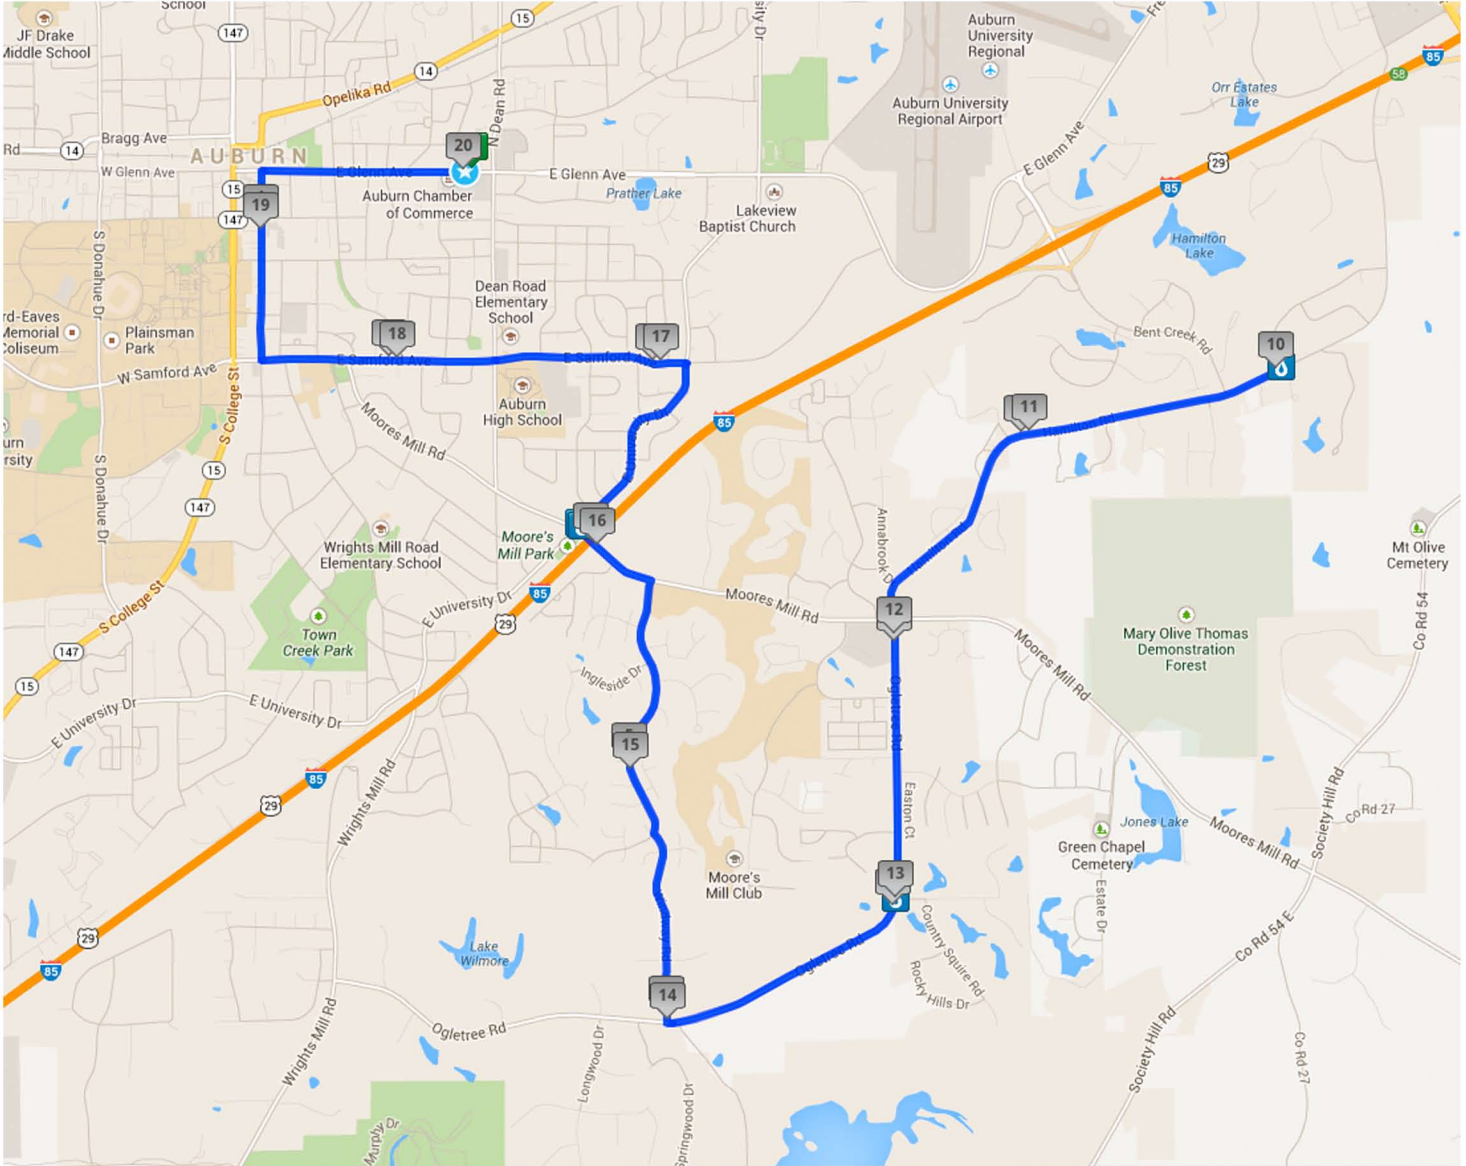 School
JF Drake
Middle School
147
15
14
Opelika Rd
N Dean Rd
Auburn
University
Regional
Auburn University
Regional Airport
85
58
Orr Estates
Lake
Bragg Ave
Rd
14
AUBURN
W Glenn Ave
E Glenn Ave
20
E Glenn Ave
E Glenn Ave
29
85
15
147
19
Auburn Chamber
of Commerce
Prather Lake
Lakeview
Baptist Church
Hamilton
Lake
S Donahue Dr
Dean Road
Elementary
School
rd-Eaves
Memorial
Coliseum
Plainsman
Park
18
17
E Samford Ave
E Samford A
W Samford Ave
Bent Creek Rd
10
11
Hamilton Rd
S College St
Auburn
High School
85
Moores Mill Rd
urn
rsity
S Donahue Dr
15
147
16
Moore's
Mill Park
Wrights Mill Road
Elementary School
Annabrook D
Mt Olive
Cemetery
S College St
Town
Creek Park
E University Dr
85
29
Moores Mill Rd
12
Mary Olive Thomas
Demonstration
Forest
Co Rd 54
147
15
Ingleside Dr
Moores Mill Rd
E University Dr
E University Dr
15
Ogletree Rd
85
29
Wrights Mill Rd
Easton Ct
Society Hill Rd
Co Rd 27
Jones Lake
Moores Mill Rd
Green Chapel
Cemetery
Moore's
Mill Club
13
Estate Dr
29
85
Lake
Wilmore
Ogletree Rd
Country Squire Rd
Rocky Hills Dr
Co Rd 54 E
14
Ogletree Rd
Wrights Mill Rd
Longwood Dr
Society Hill Rd
Co Rd 27
Murphy Dr
Springwood Dr